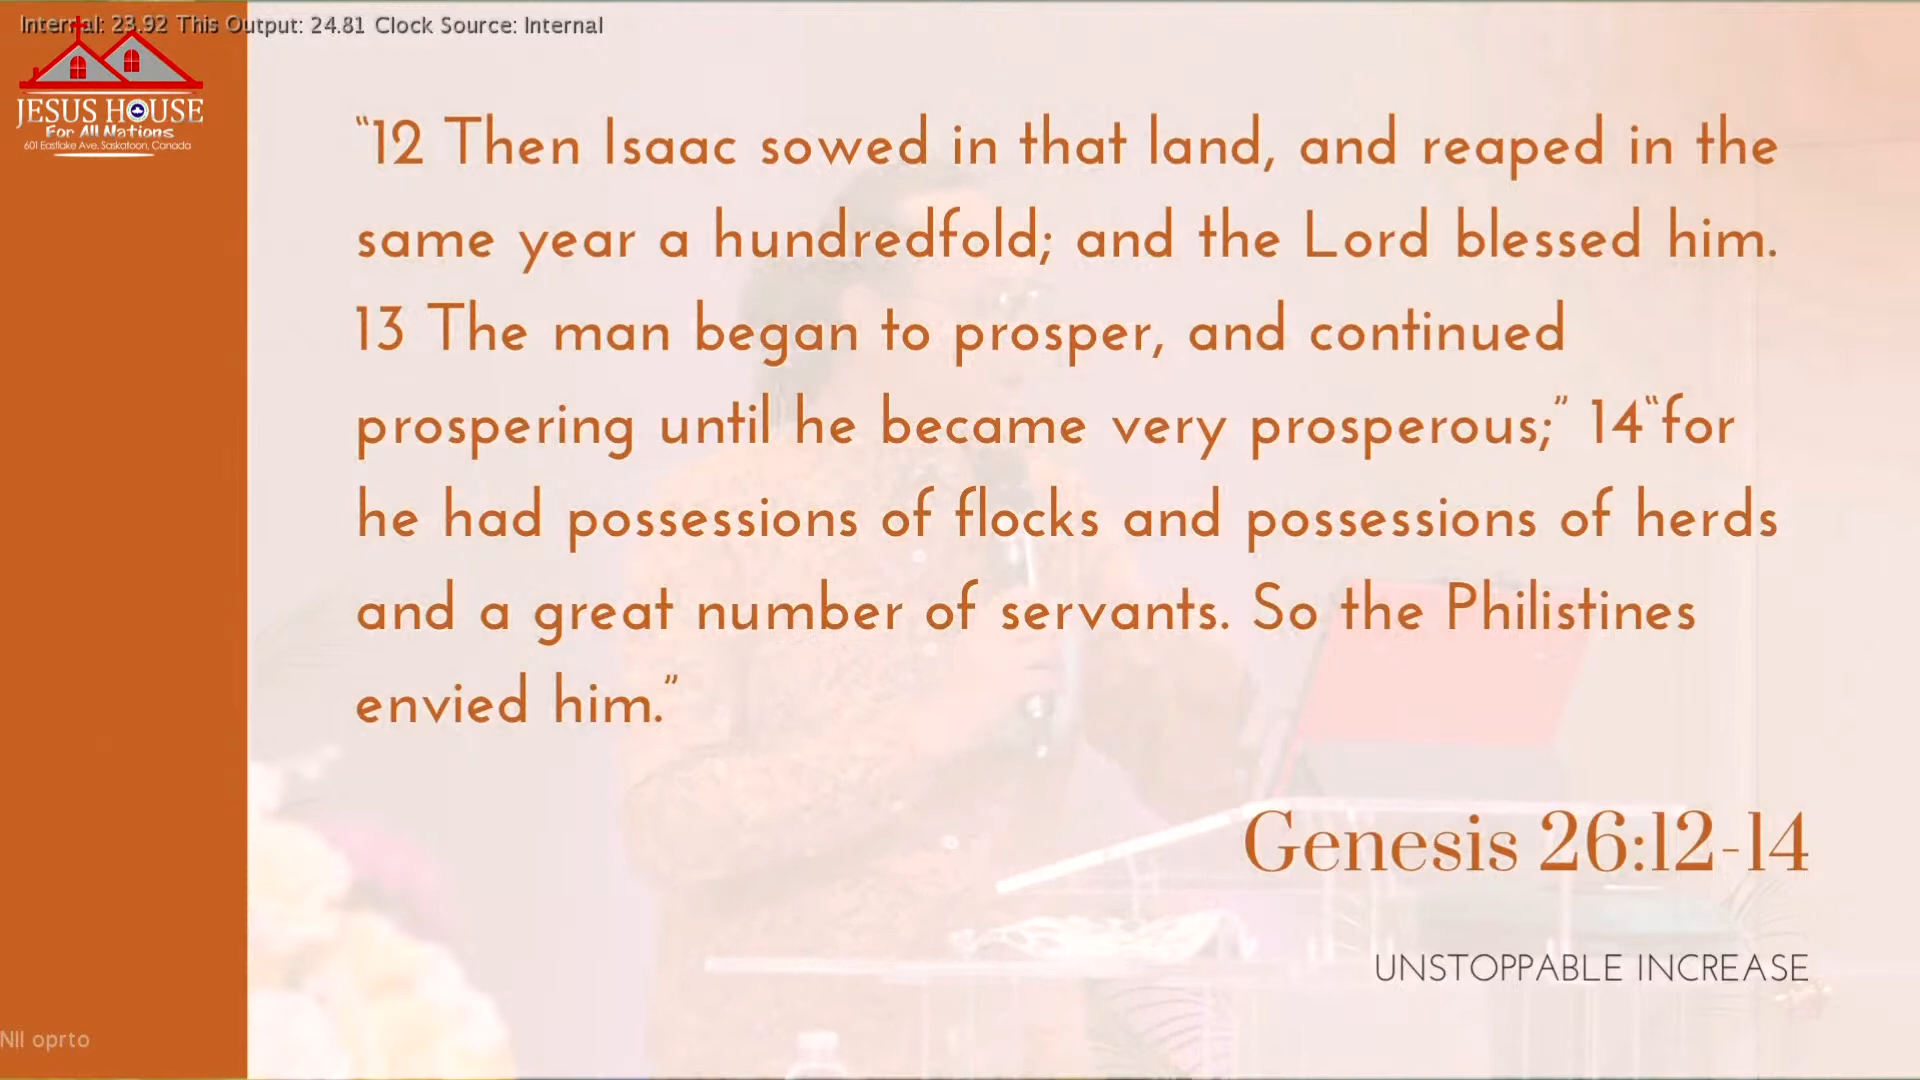 Internal: 23.92 This Output: 24.81 Clock Source: Internal
JESUS HOUSE
For All Nations
601 Eastlake Ave. Saskatoon, Canada
“12 Then Isaac sowed in that land, and reaped in the
same year a hundredfold; and the Lord blessed him.
13 The man began to prosper, and continued
prospering until he became very prosperous;” 14“for
he had possessions of flocks and possessions of herds
and a great number of servants. So the Philistines
envied him.”
Genesis 26:12-14
UNSTOPPABLE INCREASE